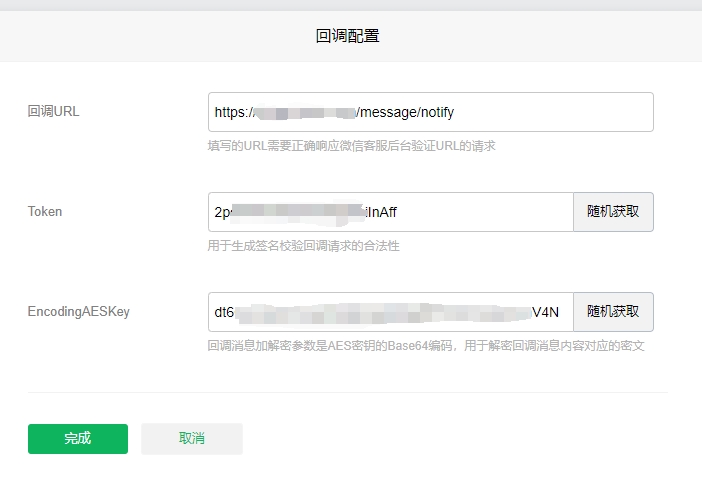 回调配置
回调URL
https:/ /message/notify
填写的URL需要正确响应微信客服后台验证URL的请求
Token
2p ilnAff 随机获取
用于生成签名校验回调请求的合法性
EncodingAESKey
dt6 V4N 随机获取
回调消息加解密参数是AES密钥的Base64编码，用于解密回调消息内容对应的密文
完成 取消